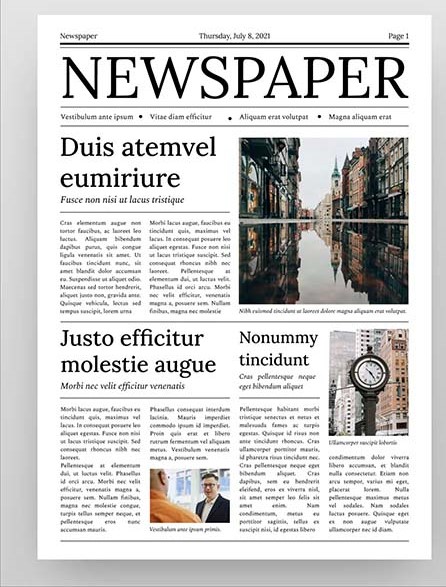 Newspaper Thursday, July 8, 2021 Page 1
NEWSPAPER
Vestibulum ante ipsum • Vitae diam efficitur • Aliquam erat volutpat • Magna aliquam erat
Duis atemvel
eumiriure
Fusce non nisi at lacus tristique
Cras elementum augue non
tortor faucibus, ac laoreet leo
luctus. Aliquam bibendum
dapibus purus, quis congue
ligula venenatis sit amet. Ut
faucibus tincidunt nunc, sit
amet blandit dolor accumsan
eu. Suspendisse ut aliquet odio.
Maecenas sed tortor hendrerit,
aliquet justo non, gravida ante.
Quisque vehicula, lectus sed
tempus suscipit, lorem urna
Morbi lacus augue, faucibus eu
tincidunt quis, maximus vel
lacus. In consequat posuere leo
aliquet egestas. Fusce non nisi
ut lacus tristique suscipit. Sed
consequat rhoncus nibh nec
laoreet. Pellentesque at
elementum dui, ut lacus velit.
Phasellus id orci arcu. Morbi
nec velit efficitur, venenatis
magna a, posuere sem. Nullam
finibus, magna nec molestie
Nibh euismod tincidunt ut laoreet dolore magna aliquam erat volutpat.
Justo efficitur
molestie augue
Morbi nec velit efficitur venenatis
Morbi lacus augue, faucibus eu
tincidunt quis, maximus vel
lacus. In consequat posuere leo
aliquet egestas. Fusce non nisi
ut lacus tristique suscipit. Sed
consequat rhoncus nibh nec
laoreet.
Pellentesque at elementum
dui, ut lacus velit. Phasellus
id orci arcu. Morbi nec velit
efficitur, venenatis magna a,
posuere sem. Nullam finibus,
magna nec molestie congue,
turpis tellus semper neque, et
pellentesque eros nunc
accumsan mauris.
Phasellus consequat interdum
lacinia. Mauris imperdiet
commodo ipsum id imperdiet.
Proin quis erat et libero
rutrum fermentum vel aliquam
metus. Vestibulum venenatis
magna a, posuere sem.
Vestibulum ante ipsum primis.
Nonummy
tincidunt
Cras pellentesque neque
eget bibendum aliquet
Pellentesque habitant morbi
tristique senectus et netus et
malesuada fames ac turpis
egestas. Quisque id risus non
ante tincidunt rhoncus. Cras
ullamcorper porttitor mauris,
id pharetra risus tincidunt nec.
Cras pellentesque neque eget
bibendum aliquet. Cras
dapibus, sem eu hendrerit
eleifend, eros ex viverra nisl,
sit amet semper leo felis sit
amet enim. Nam
condimentum, metus eu
porttitor sagittis, tellus ex
suscipit nisi, id egestas libero
Ullamcorper suscipit lobortis
condimentum dolor viverra
libero accumsan, et blandit
nulla consectetur. Etiam non
arcu tempor, varius mi eget,
placerat lorem. Nulla
pellentesque maximus metus
vel sodales. Nam sodales
luctus posuere. Quisque eget
ex non augue vulputate
ullamcorper nec id diam.